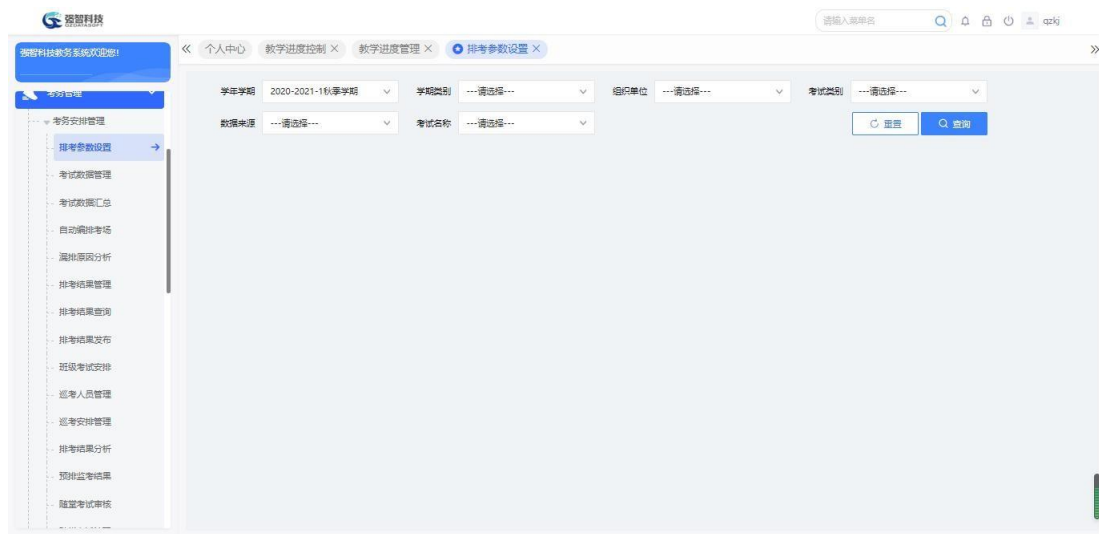 强智科技
QZDATASOFT
请输入菜单名
qzkj
强智科技教务系统欢迎您!
个人中心 教学进度控制 × 教学进度管理 × 排考参数设置 ×
考务管理
考务安排管理
排考参数设置
考试数据管理
考试数据汇总
自动编排考场
漏排原因分析
排考结果管理
排考结果查询
排考结果发布
班级考试安排
巡考人员管理
巡考安排管理
排考结果分析
预排监考结果
随堂考试审核
学年学期 2020-2021-1秋季学期 学期类别 ---请选择--- 组织单位 ---请选择--- 考试类别 ---请选择---
数据来源 ---请选择--- 考试名称 ---请选择--- 重置 查询